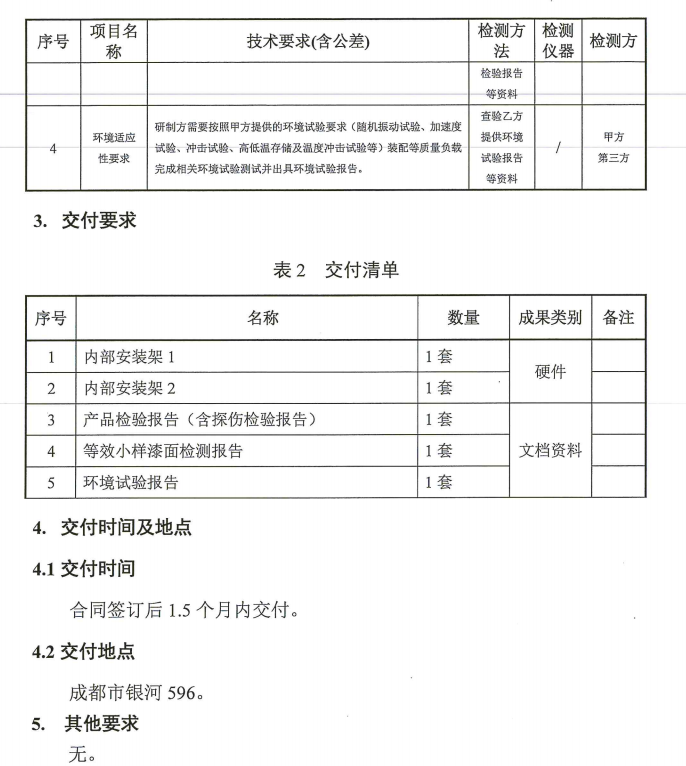 序号 项目名称 技术要求(含公差) 检测方法 检测仪器 检测方
检验报告
等资料
4 环境适应性要求 研制方需要按照甲方提供的环境试验要求（随机振动试验、加速度
试验、冲击试验、高低温存储及温度冲击试验等）装配等质量负载
完成相关环境试验测试并出具环境试验报告。 查验乙方
提供环境
试验报告
等资料 / 甲方
第三方
3. 交付要求
表 2 交付清单
序号 名称 数量 成果类别 备注
1 内部安装架 1 1 套 硬件
2 内部安装架 2 1 套
3 产品检验报告（含探伤检验报告） 1 套 文档资料
4 等效小样漆面检测报告 1 套
5 环境试验报告 1 套
4. 交付时间及地点
4.1 交付时间
合同签订后 1.5 个月内交付。
4.2 交付地点
成都市银河 596。
5. 其他要求
无。